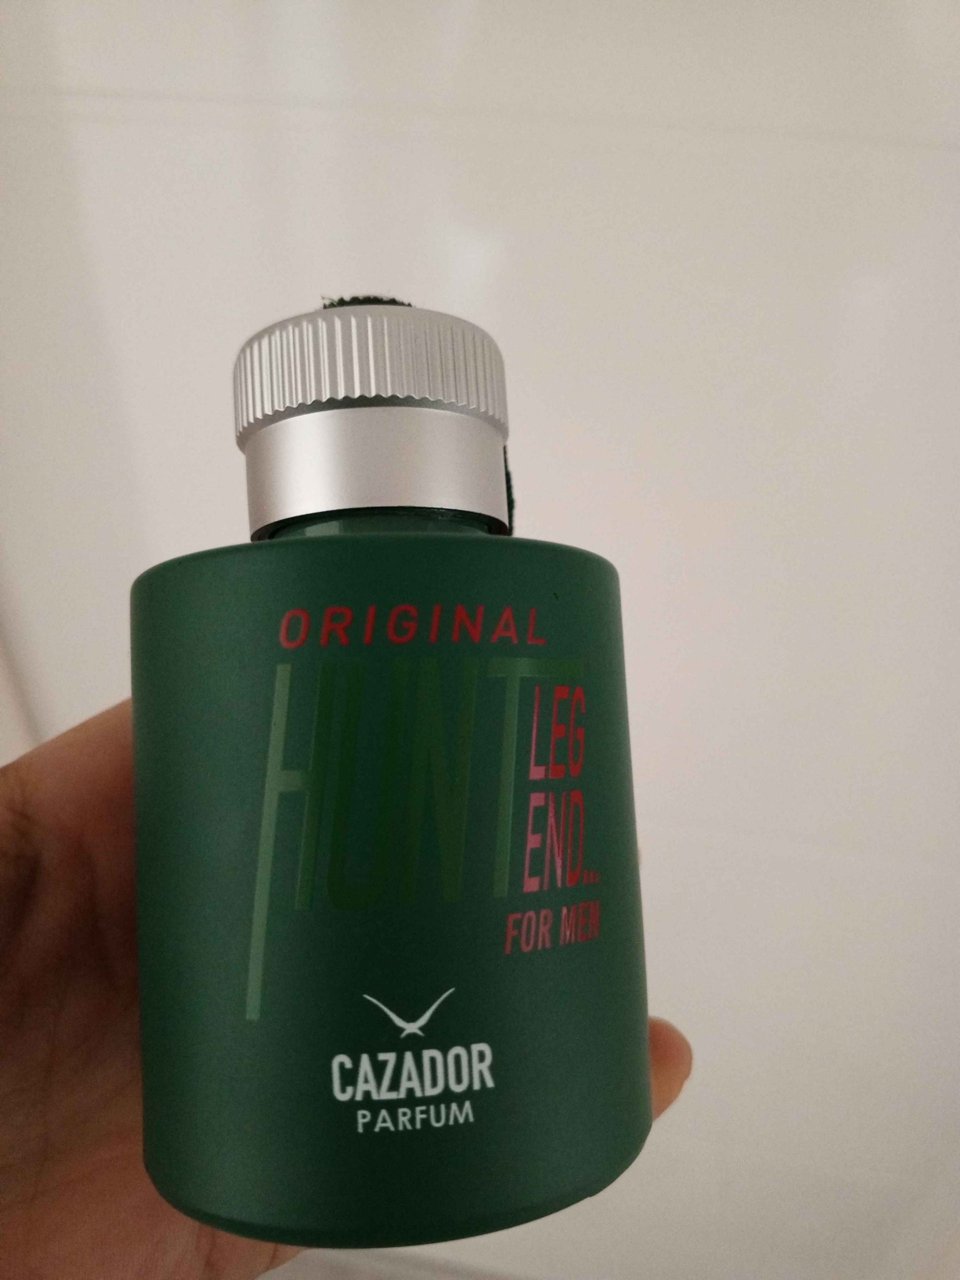 ORIGINAL
HUNT
LEG
END...
FOR MEN
CAZADOR
PARFUM